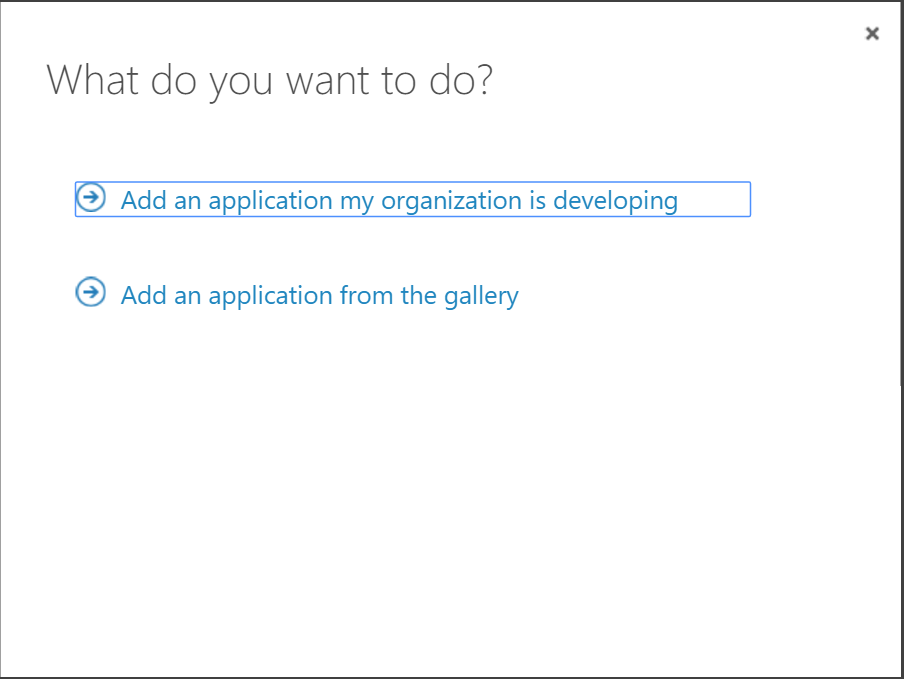 What do you want to do?
Add an application my organization is developing
Add an application from the gallery